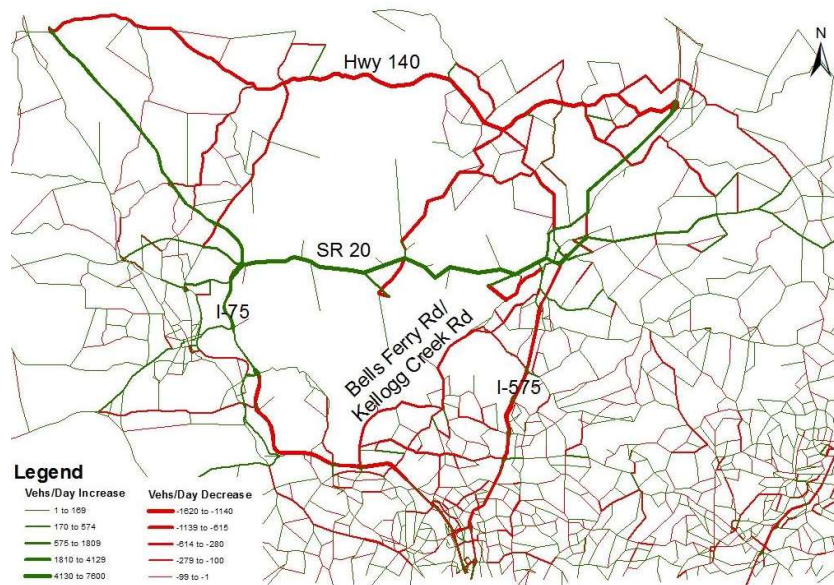 N
Hwy 140
SR 20
I-75
Bells Ferry Rd/
Kellogg Creek Rd
I-575
Legend
Vehs/Day Increase
1 to 169
170 to 574
575 to 1809
1810 to 4129
4130 to 7600
Vehs/Day Decrease
-1620 to -1140
-1139 to -615
-614 to -280
-279 to -100
-99 to -1